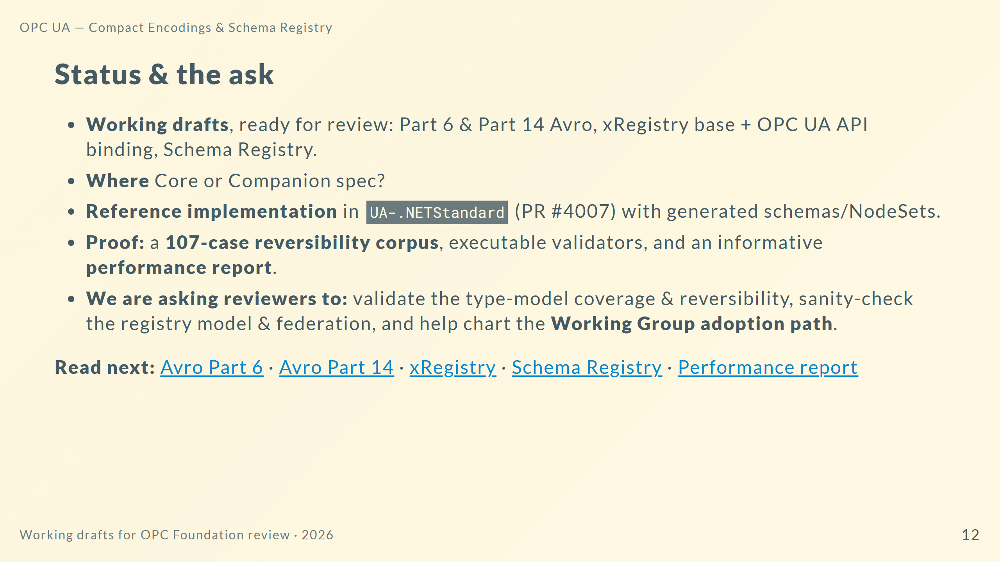 OPC UA — Compact Encodings & Schema Registry
Status & the ask
• Working drafts, ready for review: Part 6 & Part 14 Avro, xRegistry base + OPC UA API
binding, Schema Registry.
• Where Core or Companion spec?
• Reference implementation in UA-.NETStandard (PR #4007) with generated schemas/NodeSets.
• Proof: a 107-case reversibility corpus, executable validators, and an informative
performance report.
• We are asking reviewers to: validate the type-model coverage & reversibility, sanity-check
the registry model & federation, and help chart the Working Group adoption path.
Read next: Avro Part 6 · Avro Part 14 · xRegistry · Schema Registry · Performance report
Working drafts for OPC Foundation review · 2026
12